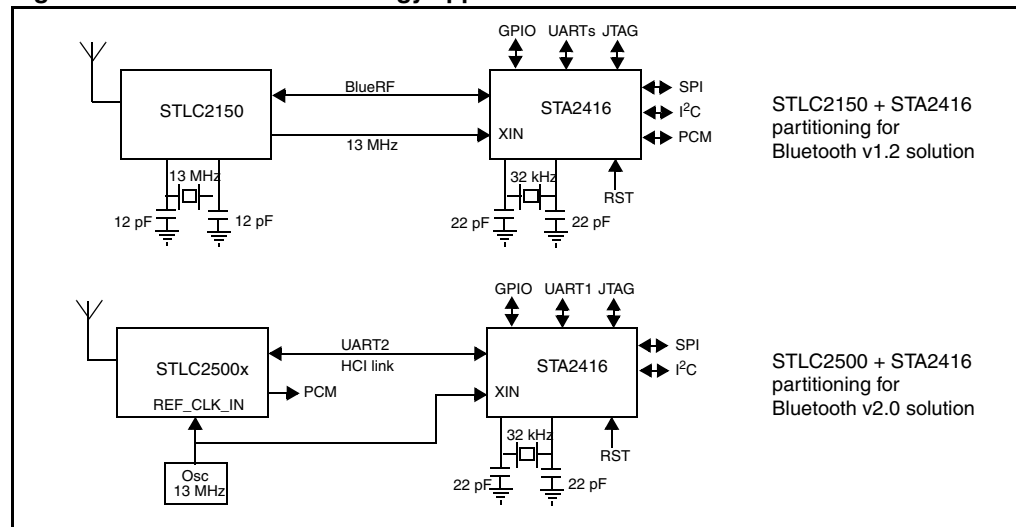 GPIO UARTs JTAG
STLC2150
BlueRF
STA2416
SPI
I²C
PCM
XIN
13 MHz
13 MHz
12 pF
12 pF
32 kHz
22 pF
22 pF
RST
STLC2150 + STA2416
partitioning for
Bluetooth v1.2 solution
GPIO UART1 JTAG
STLC2500x
REF_CLK_IN
UART2
HCI link
PCM
STA2416
SPI
I²C
XIN
Osc
13 MHz
32 kHz
22 pF
22 pF
RST
STLC2500 + STA2416
partitioning for
Bluetooth v2.0 solution